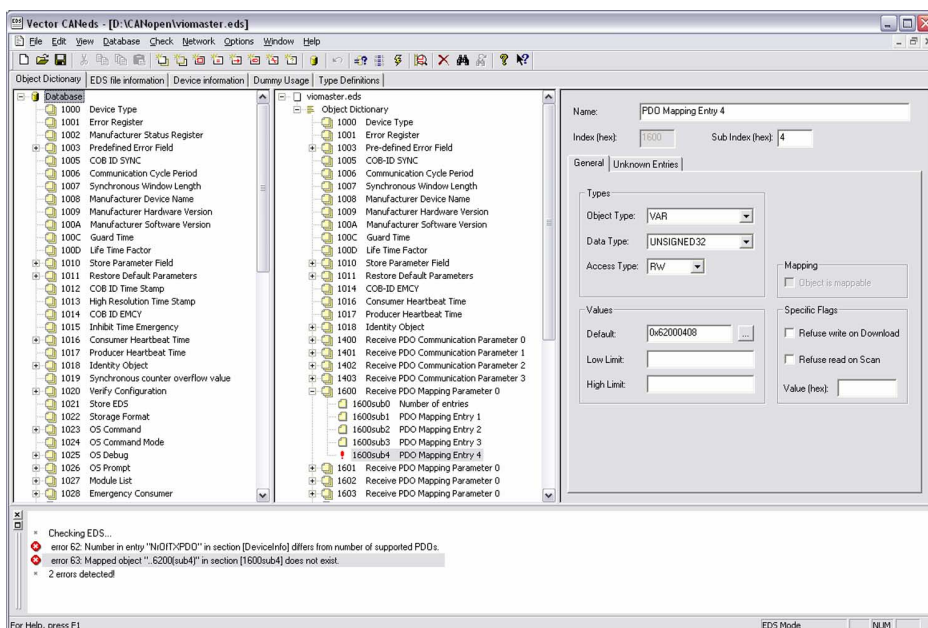 Vector CANeds - [D:\CANopen\viomaster.eds]
File Edit View Database Check Network Options Window Help
Object Dictionary EDS file information Device information Dummy Usage Type Definitions
Database
1000 Device Type
1001 Error Register
1002 Manufacturer Status Register
1003 Predefined Error Field
1005 COB ID SYNC
1006 Communication Cycle Period
1007 Synchronous Window Length
1008 Manufacturer Device Name
1009 Manufacturer Hardware Version
100A Manufacturer Software Version
100C Guard Time
100D Life Time Factor
1010 Store Parameter Field
1011 Restore Default Parameters
1012 COB ID Time Stamp
1013 High Resolution Time Stamp
1014 COB ID EMCY
1015 Inhibit Time Emergency
1016 Consumer Heartbeat Time
1017 Producer Heartbeat Time
1018 Identity Object
1019 Synchronous counter overflow value
1020 Verify Configuration
1021 Store EDS
1022 Storage Format
1023 OS Command
1024 OS Command Mode
1025 OS Debug
1026 OS Prompt
1027 Module List
1028 Emergency Consumer
viomaster.eds
Object Dictionary
1000 Device Type
1001 Error Register
1003 Pre-defined Error Field
1005 COB-ID SYNC
1006 Communication Cycle Period
1007 Synchronous Window Length
1008 Manufacturer Device Name
1009 Manufacturer Hardware Version
100A Manufacturer Software Version
100C Guard Time
100D Life Time Factor
1010 Store Parameter Field
1011 Restore Default Parameters
1014 COB-ID EMCY
1016 Consumer Heartbeat Time
1017 Producer Heartbeat Time
1018 Identity Object
1400 Receive PDO Communication Parameter 0
1401 Receive PDO Communication Parameter 1
1402 Receive PDO Communication Parameter 2
1403 Receive PDO Communication Parameter 3
1600 Receive PDO Mapping Parameter 0
1600sub0 Number of entries
1600sub1 PDO Mapping Entry 1
1600sub2 PDO Mapping Entry 2
1600sub3 PDO Mapping Entry 3
1600sub4 PDO Mapping Entry 4
1601 Receive PDO Mapping Parameter 0
1602 Receive PDO Mapping Parameter 0
1603 Receive PDO Mapping Parameter 0
Name: PDO Mapping Entry 4
Index (hex): 1600 Sub Index (hex): 4
General Unknown Entries
Types
Object Type: VAR
Data Type: UNSIGNED32
Access Type: RW
Mapping
Object is mappable
Values
Default: 0x62000408 ...
Low Limit:
High Limit:
Specific Flags
Refuse write on Download
Refuse read on Scan
Value (hex):
Checking EDS...
error 62: Number in entry "NrOfTXPDO" in section [DeviceInfo] differs from number of supported PDOs.
error 63: Mapped object "..6200(sub4)" in section [1600sub4] does not exist.
2 errors detected!
For Help, press F1
EDS Mode NUM